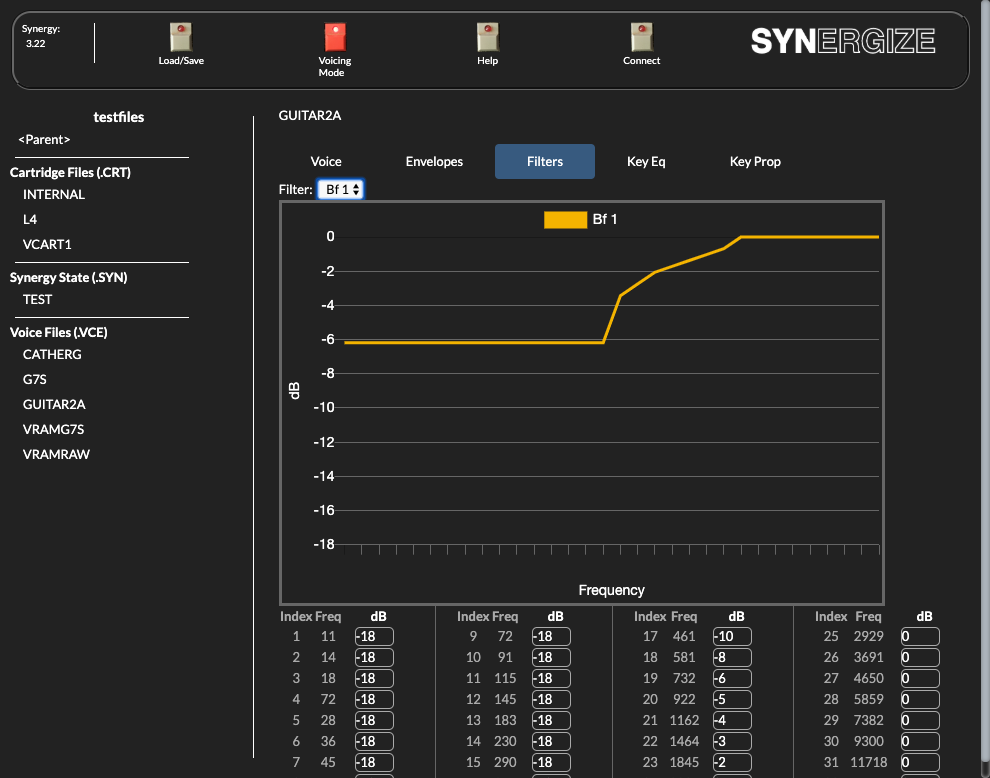 Synergy:
3.22
Load/Save
Voicing
Mode
Help
Connect
SYNERGIZE
testfiles
<Parent>
Cartridge Files (.CRT)
INTERNAL
L4
VCART1
Synergy State (.SYN)
TEST
Voice Files (.VCE)
CATHERG
G7S
GUITAR2A
VRAMG7S
VRAMRAW
GUITAR2A
Voice Envelopes Filters Key Eq Key Prop
Filter: Bf 1
Bf 1
0
-2
-4
-6
-8
-10
-12
-14
-16
-18
dB
Frequency
Index Freq dB Index Freq dB Index Freq dB Index Freq dB
1 11 -18 9 72 -18 17 461 -10 25 2929 0
2 14 -18 10 91 -18 18 581 -8 26 3691 0
3 18 -18 11 115 -18 19 732 -6 27 4650 0
4 72 -18 12 145 -18 20 922 -5 28 5859 0
5 28 -18 13 183 -18 21 1162 -4 29 7382 0
6 36 -18 14 230 -18 22 1464 -3 30 9300 0
7 45 -18 15 290 -18 23 1845 -2 31 11718 0